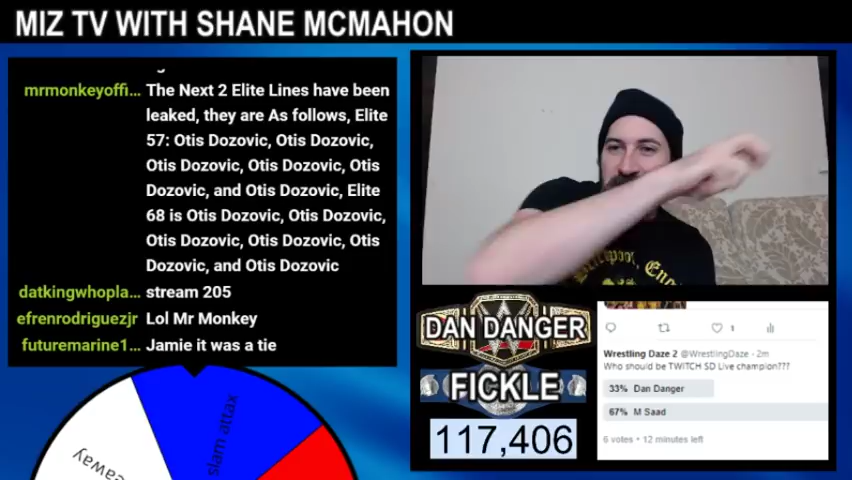 MIZ TV WITH SHANE MCMAHON
mrmonkeyoffi... The Next 2 Elite Lines have been
leaked, they are As follows, Elite
57: Otis Dozovic, Otis Dozovic,
Otis Dozovic, Otis Dozovic, Otis
Dozovic, and Otis Dozovic, Elite
68 is Otis Dozovic, Otis Dozovic,
Otis Dozovic, Otis Dozovic, Otis
Dozovic, and Otis Dozovic
datkingwhopla... stream 205
efrenrodriguezjr Lol Mr Monkey
futuremarine1... Jamie it was a tie
eaway
slam attax
DAN DANGER
FICKLE
117,406
1
Wrestling Daze 2 @WrestlingDaze · 2m
Who should be TWITCH SD Live champion???
33% Dan Danger
67% M Saad
6 votes · 12 minutes left